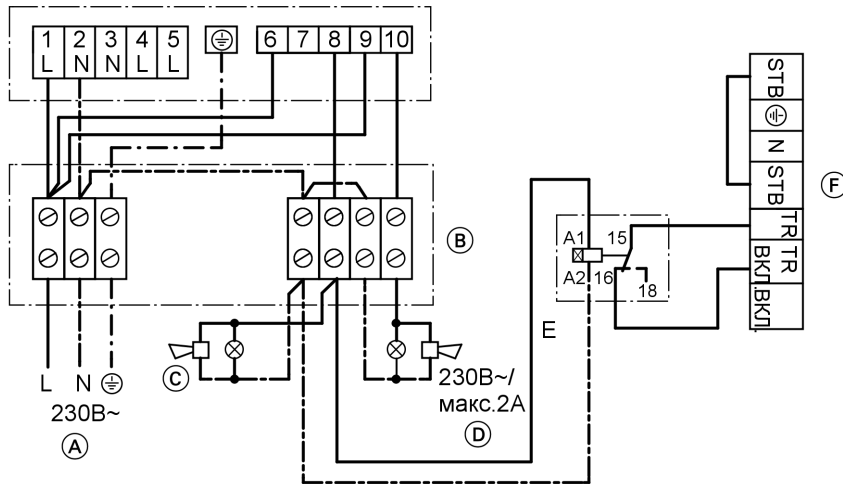 1 2 3 4 5 6 7 8 9 10
L N N L L
STB
N
STB
TR
TR
ВКЛ.ВКЛ.
F
B
A1
15
A2
16
18
E
C
L N
230В~
A
230В~/
макс.2А
D